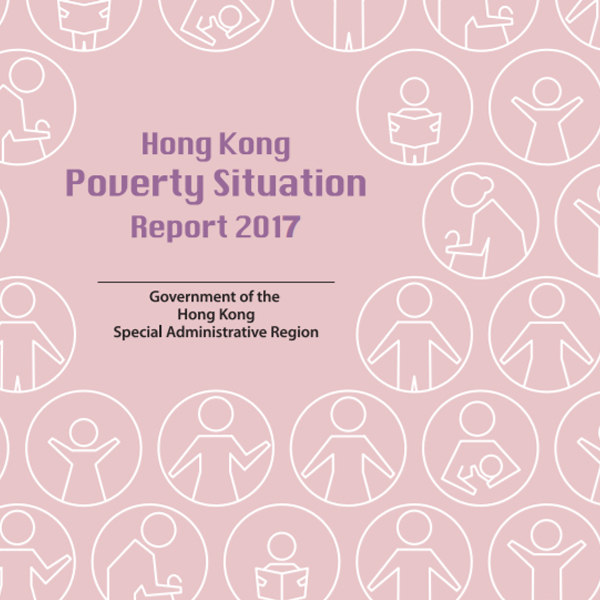 Hong Kong
Poverty Situation
Report 2017
Government of the
Hong Kong
Special Administrative Region